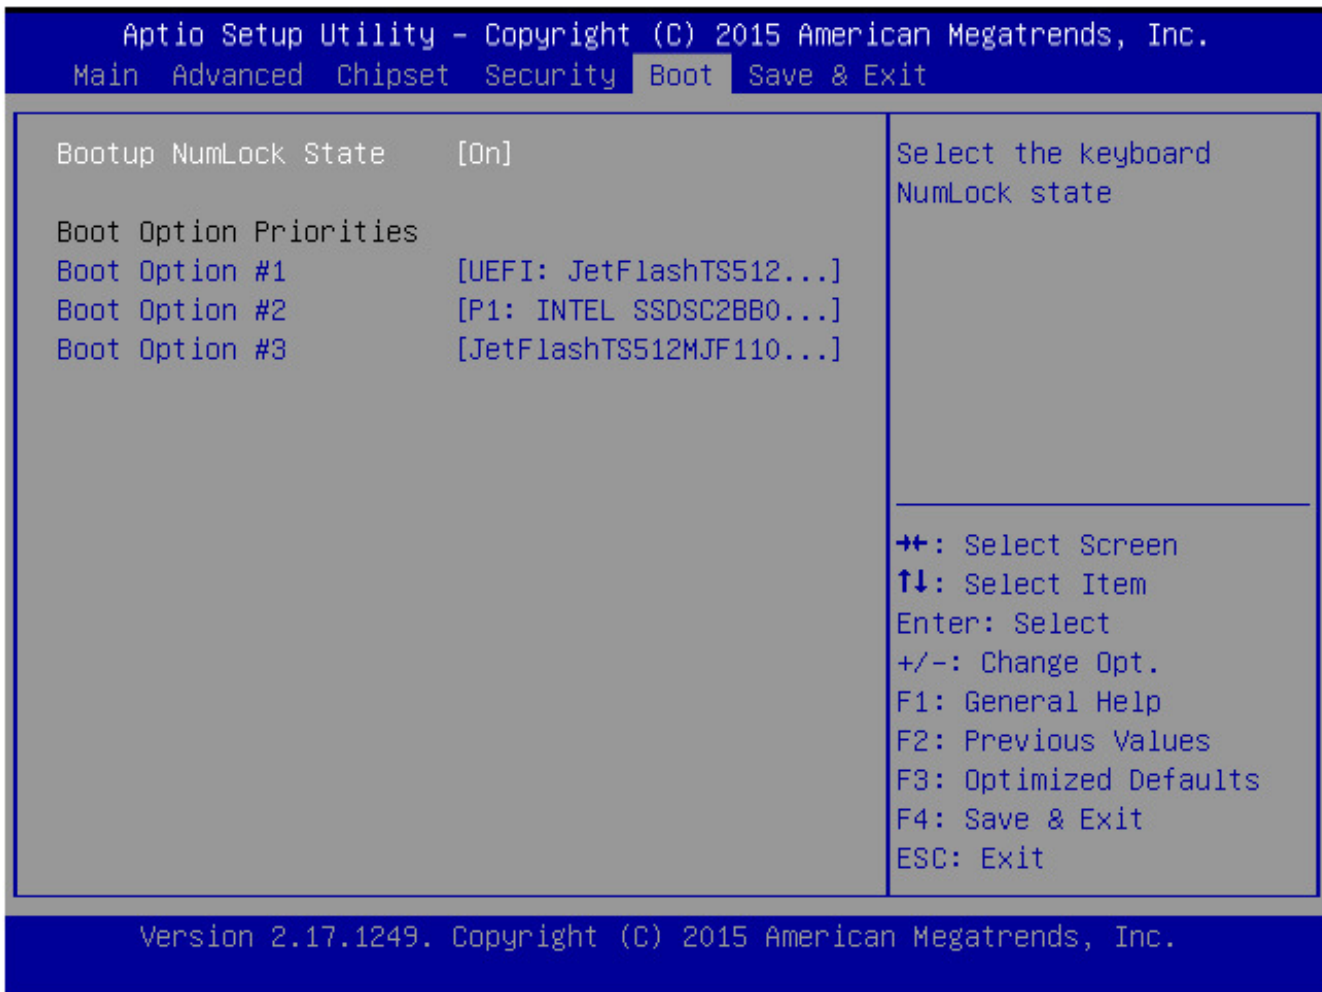 Aptio Setup Utility – Copyright (C) 2015 American Megatrends, Inc.
Main Advanced Chipset Security Boot Save & Exit
Bootup NumLock State [On]
Boot Option Priorities
Boot Option #1 [UEFI: JetFlashTS512...]
Boot Option #2 [P1: INTEL SSDSC2BB0...]
Boot Option #3 [JetFlashTS512MJF110...]
Select the keyboard
NumLock state
→←: Select Screen
↑↓: Select Item
Enter: Select
+/-: Change Opt.
F1: General Help
F2: Previous Values
F3: Optimized Defaults
F4: Save & Exit
ESC: Exit
Version 2.17.1249. Copyright (C) 2015 American Megatrends, Inc.